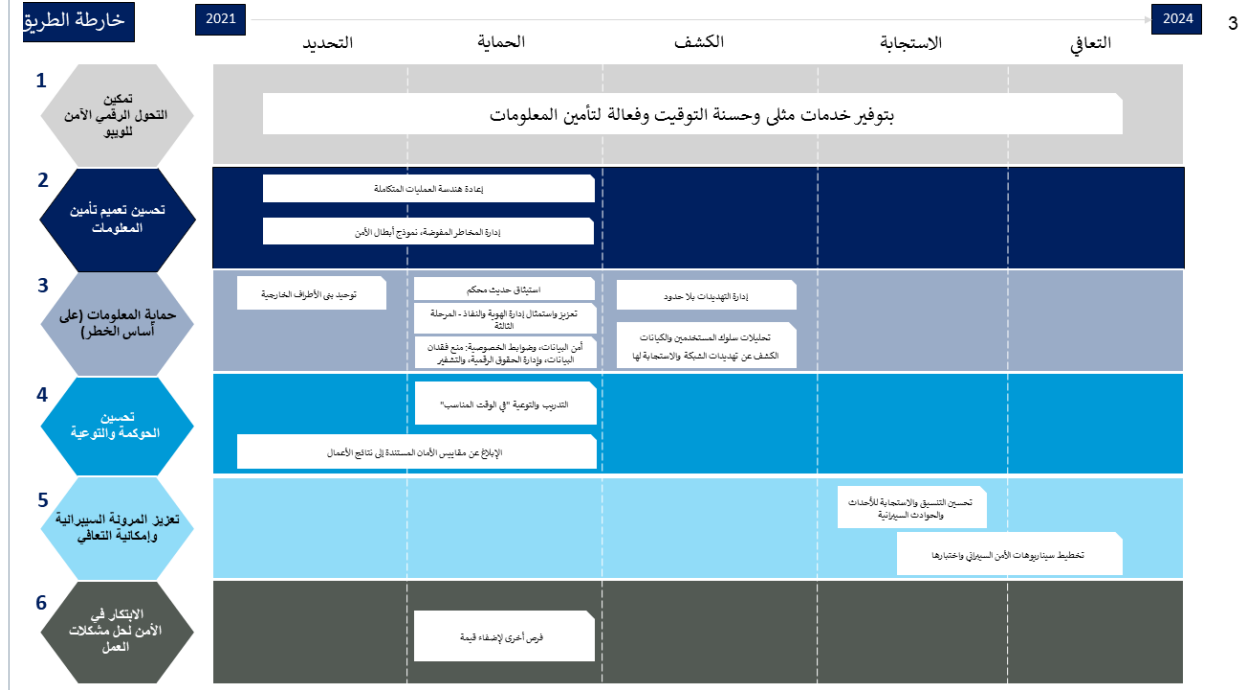 خارطة الطريق
2021
2024
3
التحديد
الحماية
الكشف
الاستجابة
التعافي
1
تمكين
التحول الرقمي الآمن
للويبو
بتوفير خدمات مثلى وحسنة التوقيت وفعالة لتأمين المعلومات
2
تحسين تعميم تأمين
المعلومات
إعادة هندسة العمليات المتكاملة
إدارة المخاطر المفوضة، نموذج أبطال الأمن
3
حماية المعلومات (على
أساس الخطر)
توحيد بنى الأطراف الخارجية
استيثاق حديث محكم
تعزيز واستمثال إدارة الهوية والنفاذ - المرحلة
الثالثة
أمن البيانات، وضوابط الخصوصية: منع فقدان
البيانات، وإدارة الحقوق الرقمية، والتشفير
إدارة التهديدات بلا حدود
تحليلات سلوك المستخدمين والكيانات
الكشف عن تهديدات الشبكة والاستجابة لها
4
تحسين
الحوكمة والتوعية
التدريب والتوعية "في الوقت المناسب"
الإبلاغ عن مقاييس الأمان المستندة إلى نتائج الأعمال
5
تعزيز المرونة السيبرانية
وإمكانية التعافي
تحسين التنسيق والاستجابة للأحداث
والحوادث السيبرانية
تخطيط سيناريوهات الأمن السيبراني واختبارها
6
الابتكار في
الأمن لحل مشكلات
العمل
فرص أخرى لإضفاء قيمة